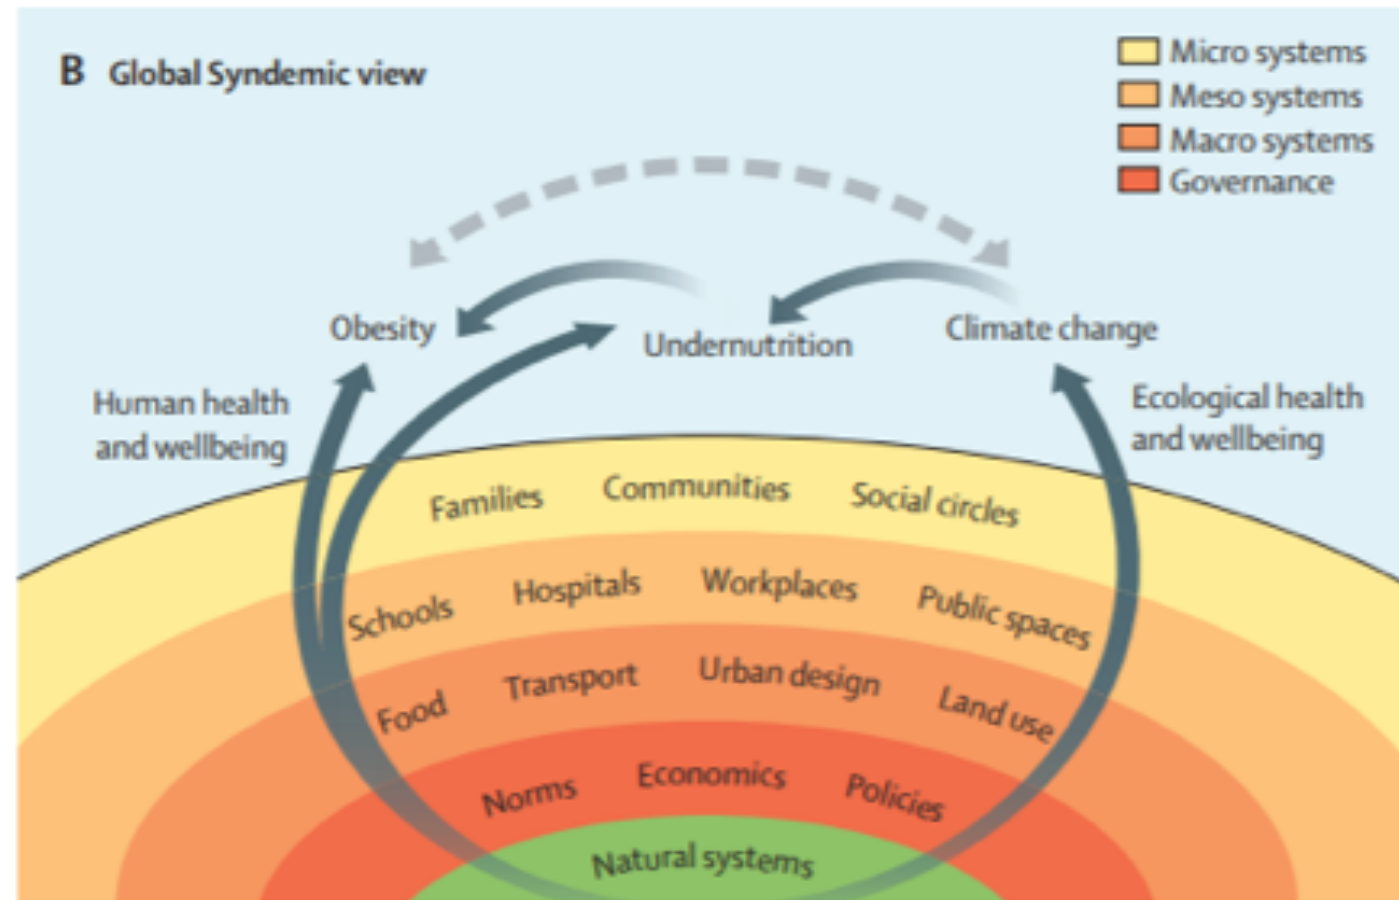 B Global Syndemic view
Micro systems
Meso systems
Macro systems
Governance
Obesity
Undernutrition
Climate change
Human health
and wellbeing
Ecological health
and wellbeing
Families Communities Social circles
Schools Hospitals Workplaces Public spaces
Food Transport Urban design Land use
Norms Economics Policies
Natural systems